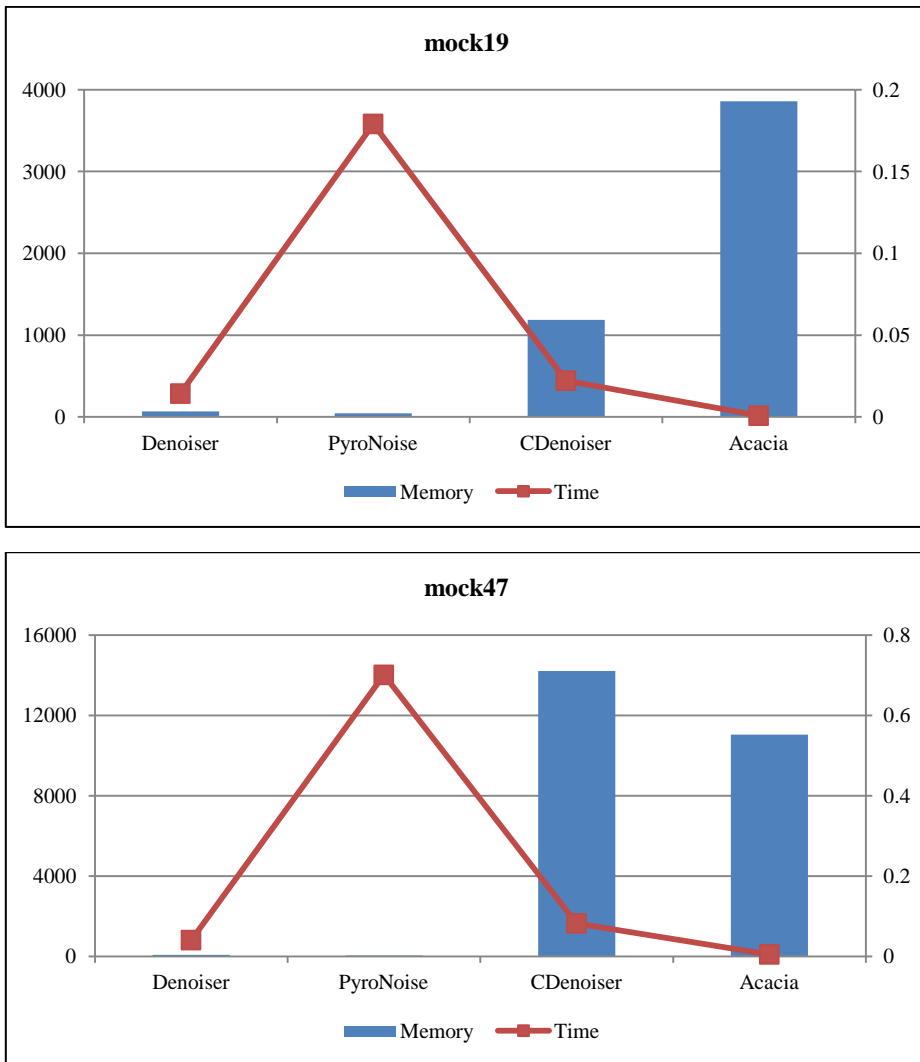 mock19
4000 0.2
3000 0.15
2000 0.1
1000 0.05
0 0
Denoiser PyroNoise CDenoiser Acacia
Memory Time
mock47
16000 0.8
12000 0.6
8000 0.4
4000 0.2
0 0
Denoiser PyroNoise CDenoiser Acacia
Memory Time